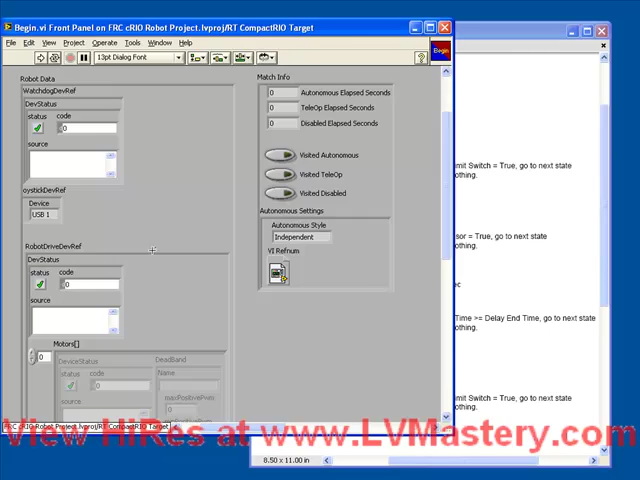 Begin.vi Front Panel on FRC cRIO Robot Project.lvproj/RT CompactRIO Target
File Edit View Project Operate Tools Window Help
13pt Dialog Font
Begin
Robot Data
WatchdogDevRef
DevStatus
status code
0
source
oystickDevRef
Device
USB 1
RobotDriveDevRef
DevStatus
status code
0
source
Motors[]
0
DeviceStatus
status code
0
source
DeadBand
Name
maxPositivePwm
0
Match Info
0 Autonomous Elapsed Seconds
0 TeleOp Elapsed Seconds
0 Disabled Elapsed Seconds
Visited Autonomous
Visited TeleOp
Visited Disabled
Autonomous Settings
Autonomous Style
Independent
VI Refnum
mit Switch = True, go to next state
othing.
sor = True, go to next state
othing.
ec
Time >= Delay End Time, go to next state
othing.
mit Switch = True, go to next state
othing.
FRC cRIO Robot Project.lvproj/RT CompactRIO Target
View HiRes at www.LVMastery.com
8.50 x 11.00 in